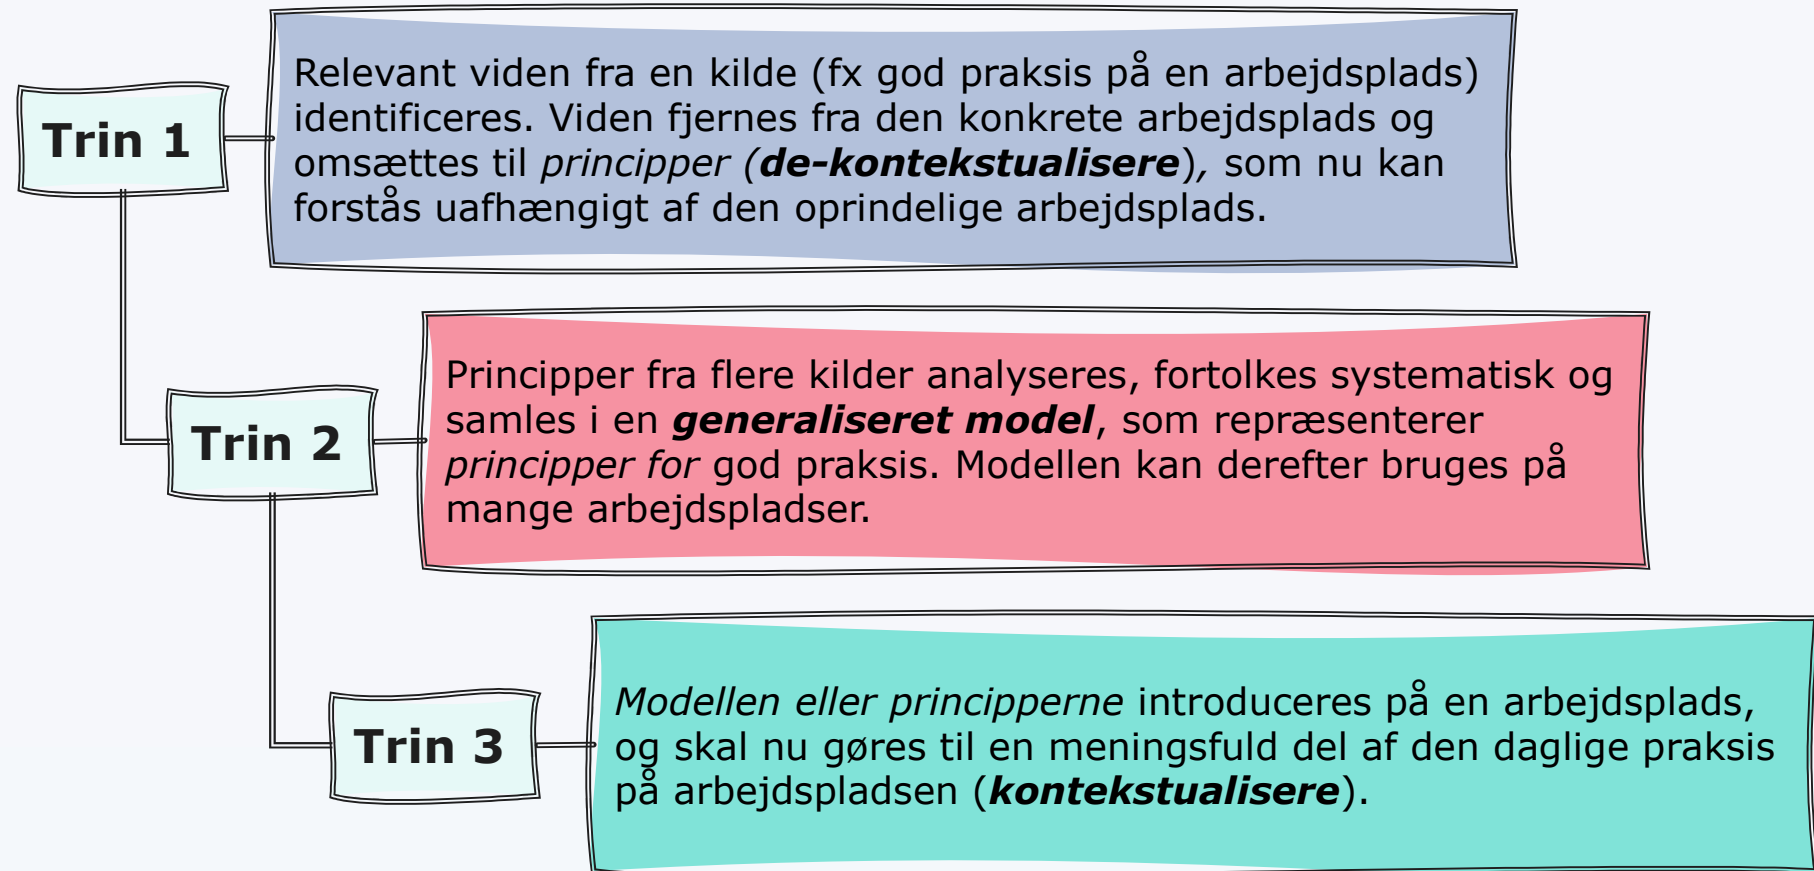 Trin 1
Relevant viden fra en kilde (fx god praksis på en arbejdsplads)
identificeres. Viden fjernes fra den konkrete arbejdsplads og
omsættes til principper (de-kontekstualisere), som nu kan
forstås uafhængigt af den oprindelige arbejdsplads.
Trin 2
Principper fra flere kilder analyseres, fortolkes systematisk og
samles i en generaliseret model, som repræsenterer
principper for god praksis. Modellen kan derefter bruges på
mange arbejdspladser.
Trin 3
Modellen eller principperne introduceres på en arbejdsplads,
og skal nu gøres til en meningsfuld del af den daglige praksis
på arbejdspladsen (kontekstualisere).